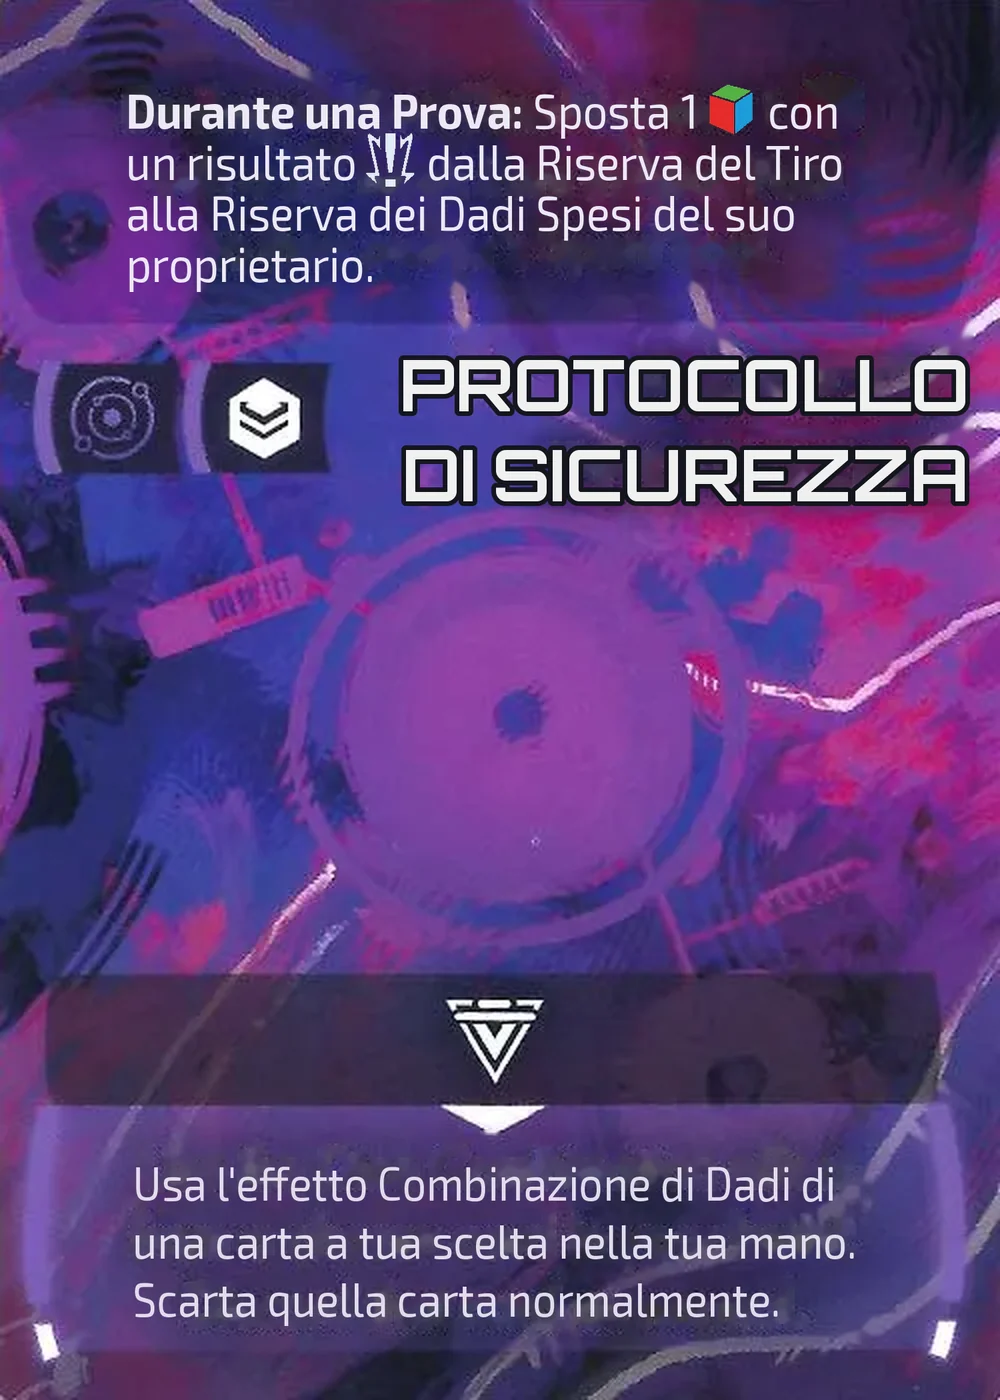 Durante una Prova: Sposta 1 con
un risultato dalla Riserva del Tiro
alla Riserva dei Dadi Spesi del suo
proprietario.
PROTOCOLLO
DI SICUREZZA
Usa l'effetto Combinazione di Dadi di
una carta a tua scelta nella tua mano.
Scarta quella carta normalmente.